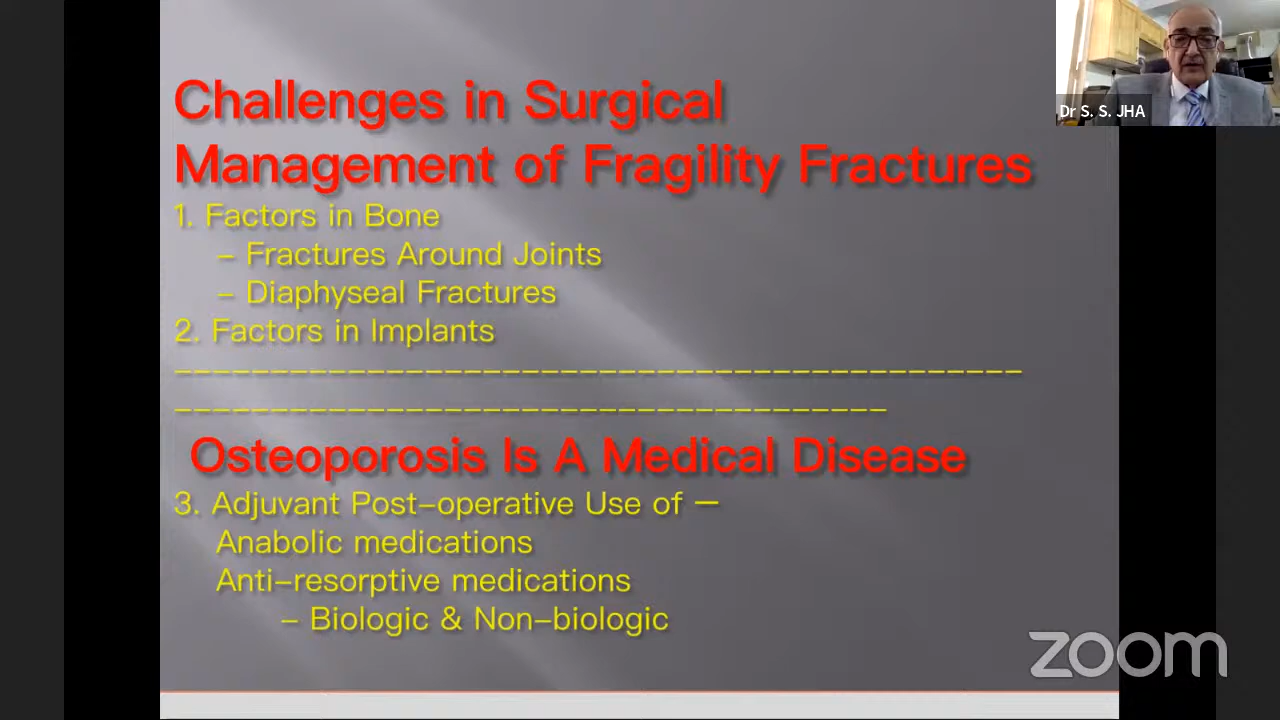 Challenges in Surgical
Management of Fragility Fractures
1. Factors in Bone
– Fractures Around Joints
– Diaphyseal Fractures
2. Factors in Implants
--------------------------------------------
-------------------------------------
Osteoporosis Is A Medical Disease
3. Adjuvant Post-operative Use of –
Anabolic medications
Anti-resorptive medications
– Biologic & Non-biologic
Dr S. S. JHA
zoom